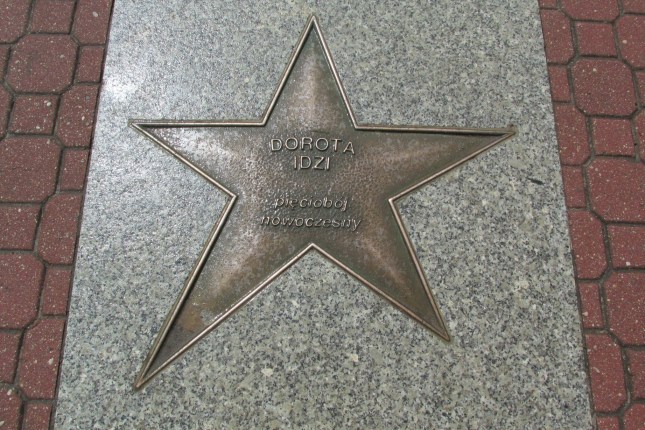 DOROTA
IDZI
pięciobój
nowoczesny